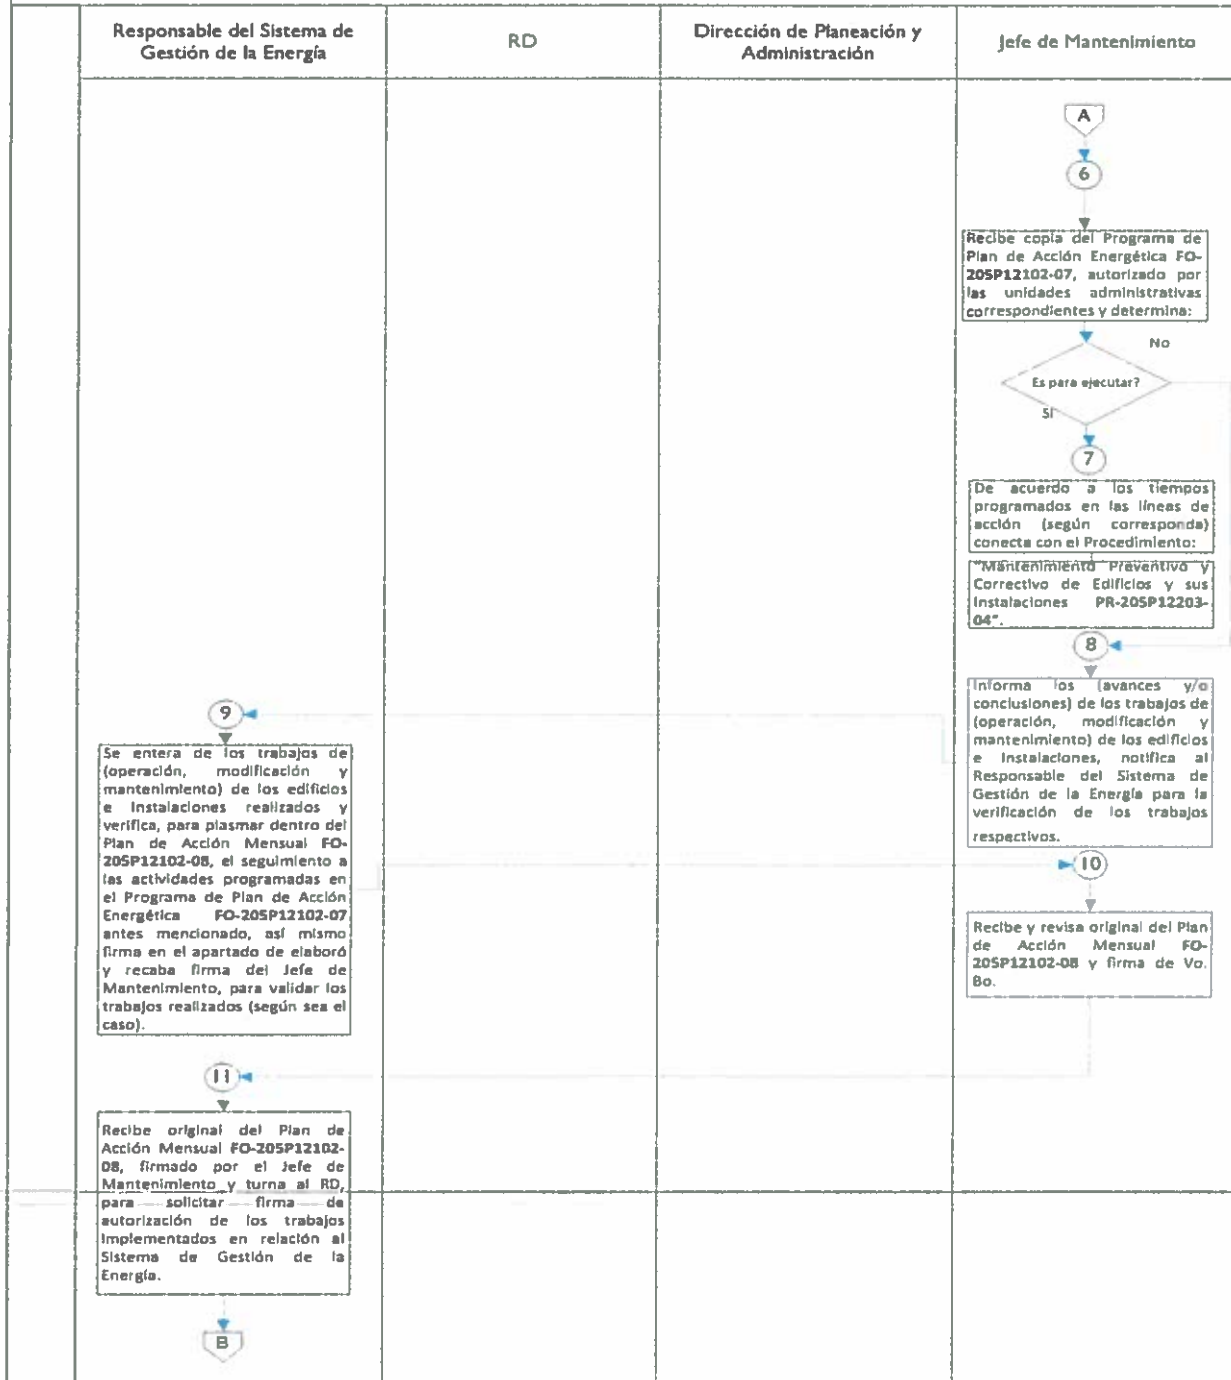 Responsable del Sistema de
Gestión de la Energía
RD
Dirección de Planeación y
Administración
Jefe de Mantenimiento
A
6
Recibe copia del Programa de
Plan de Acción Energética FO-
205P12102-07, autorizado por
las unidades administrativas
correspondientes y determina:
No
Es para ejecutar?
SI
7
De acuerdo a los tiempos
programados en las líneas de
acción (según corresponda)
conecta con el Procedimiento:
"Mantenimiento Preventivo y
Correctivo de Edificios y sus
Instalaciones PR-205P12203-
04".
8
Informa los (avances y/o
conclusiones) de los trabajos de
(operación, modificación y
mantenimiento) de los edificios
e Instalaciones, notifica al
Responsable del Sistema de
Gestión de la Energía para la
verificación de los trabajos
respectivos.
9
Se entera de los trabajos de
(operación, modificación y
mantenimiento) de los edificios
e Instalaciones realizados y
verifica, para plasmar dentro del
Plan de Acción Mensual FO-
205P12102-08, el seguimiento a
las actividades programadas en
el Programa de Plan de Acción
Energética FO-205P12102-07
antes mencionado, así mismo
firma en el apartado de elaboró
y recaba firma del Jefe de
Mantenimiento, para validar los
trabajos realizados (según sea el
caso).
10
Recibe y revisa original del Plan
de Acción Mensual FO-
205P12102-08 y firma de Vo.
Bo.
11
Recibe original del Plan de
Acción Mensual FO-205P12102-
08, firmado por el Jefe de
Mantenimiento y turna al RD,
para solicitar firma de
autorización de los trabajos
Implementados en relación al
Sistema de Gestión de la
Energía.
B